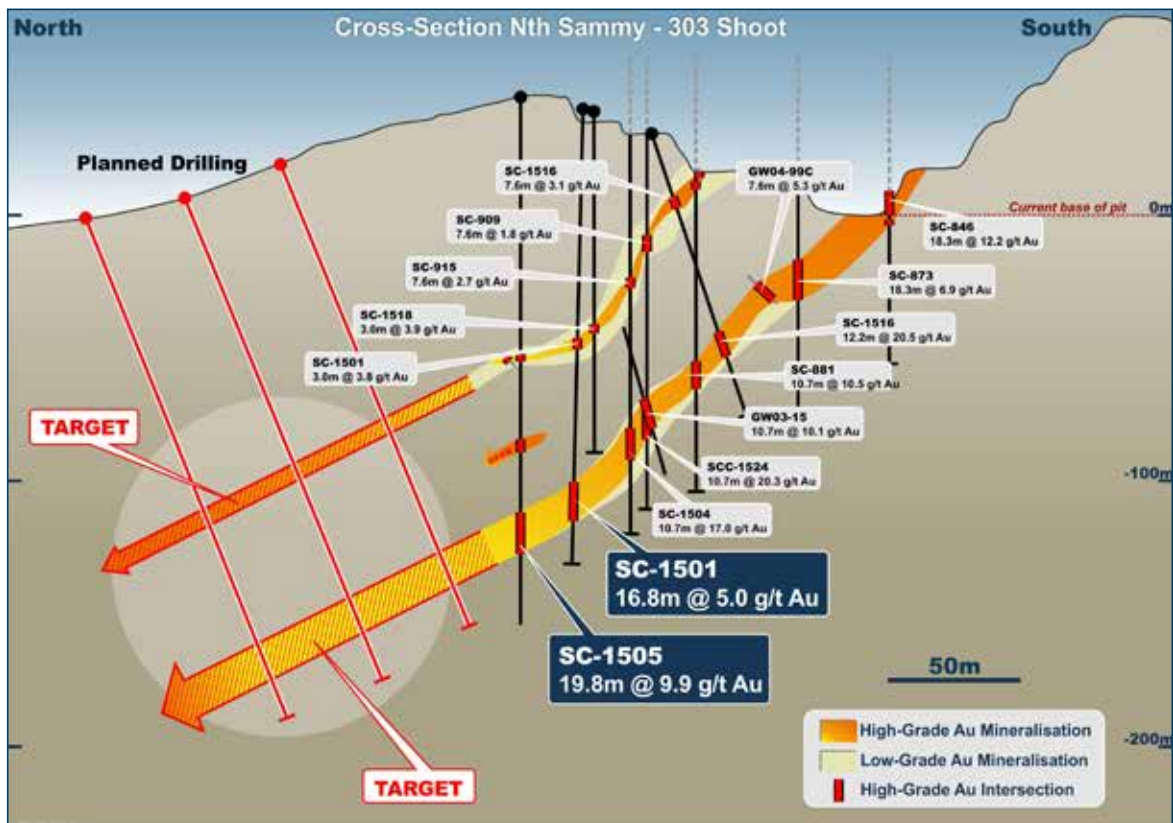 North
Cross-Section Nth Sammy - 303 Shoot
South
Planned Drilling
SC-1516
7.6m @ 3.1 g/t Au
GW04-99C
7.6m @ 5.3 g/t Au
SC-909
7.6m @ 1.8 g/t Au
Current base of pit
0m
SC-846
18.3m @ 12.2 g/t Au
SC-915
7.6m @ 2.7 g/t Au
SC-873
18.3m @ 6.9 g/t Au
SC-1518
3.0m @ 3.9 g/t Au
SC-1516
12.2m @ 20.5 g/t Au
SC-1501
3.0m @ 3.8 g/t Au
SC-881
10.7m @ 10.5 g/t Au
TARGET
GW03-15
10.7m @ 10.1 g/t Au
SCC-1524
10.7m @ 20.3 g/t Au
-100m
SC-1504
10.7m @ 17.0 g/t Au
SC-1501
16.8m @ 5.0 g/t Au
SC-1505
19.8m @ 9.9 g/t Au
50m
High-Grade Au Mineralisation
Low-Grade Au Mineralisation
High-Grade Au Intersection
-200m
TARGET